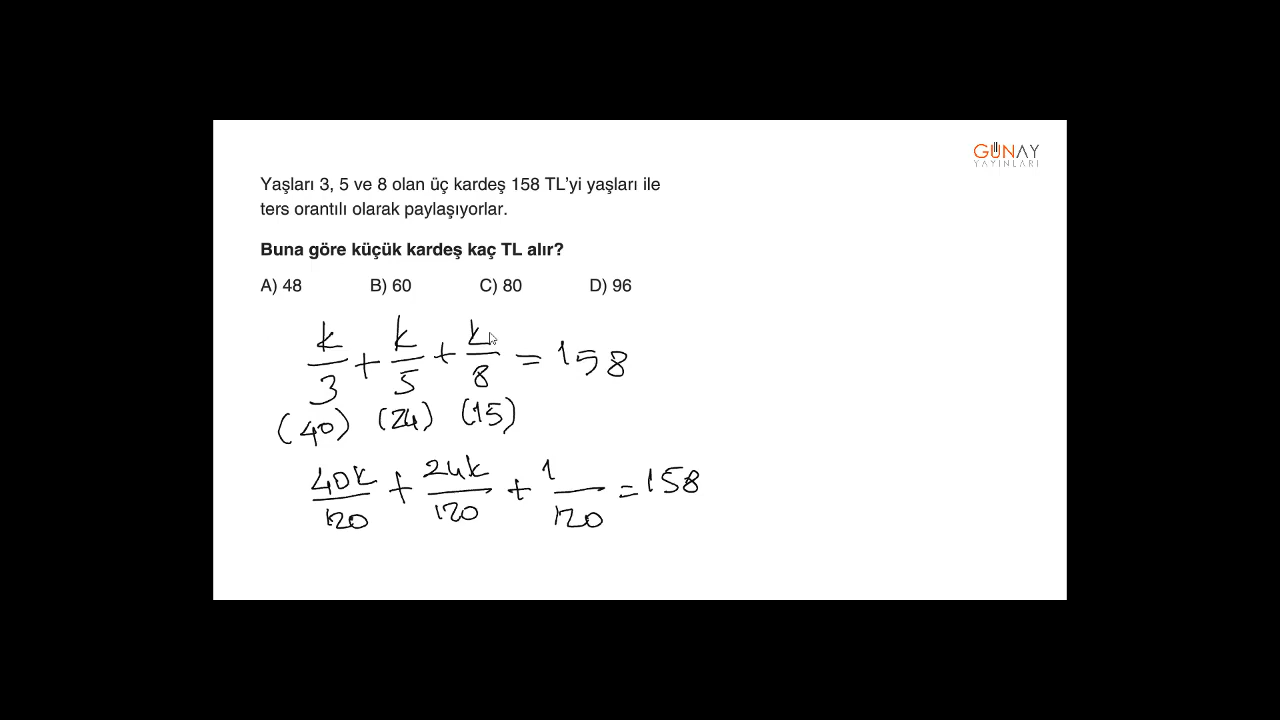 GÜNAY
YAYINLARI
Yaşları 3, 5 ve 8 olan üç kardeş 158 TL'yi yaşları ile
ters orantılı olarak paylaşıyorlar.
Buna göre küçük kardeş kaç TL alır?
A) 48 B) 60 C) 80 D) 96
k/3 + k/5 + k/8 = 158
(40) (24) (15)
40k/120 + 24k/120 + 1/120 = 158